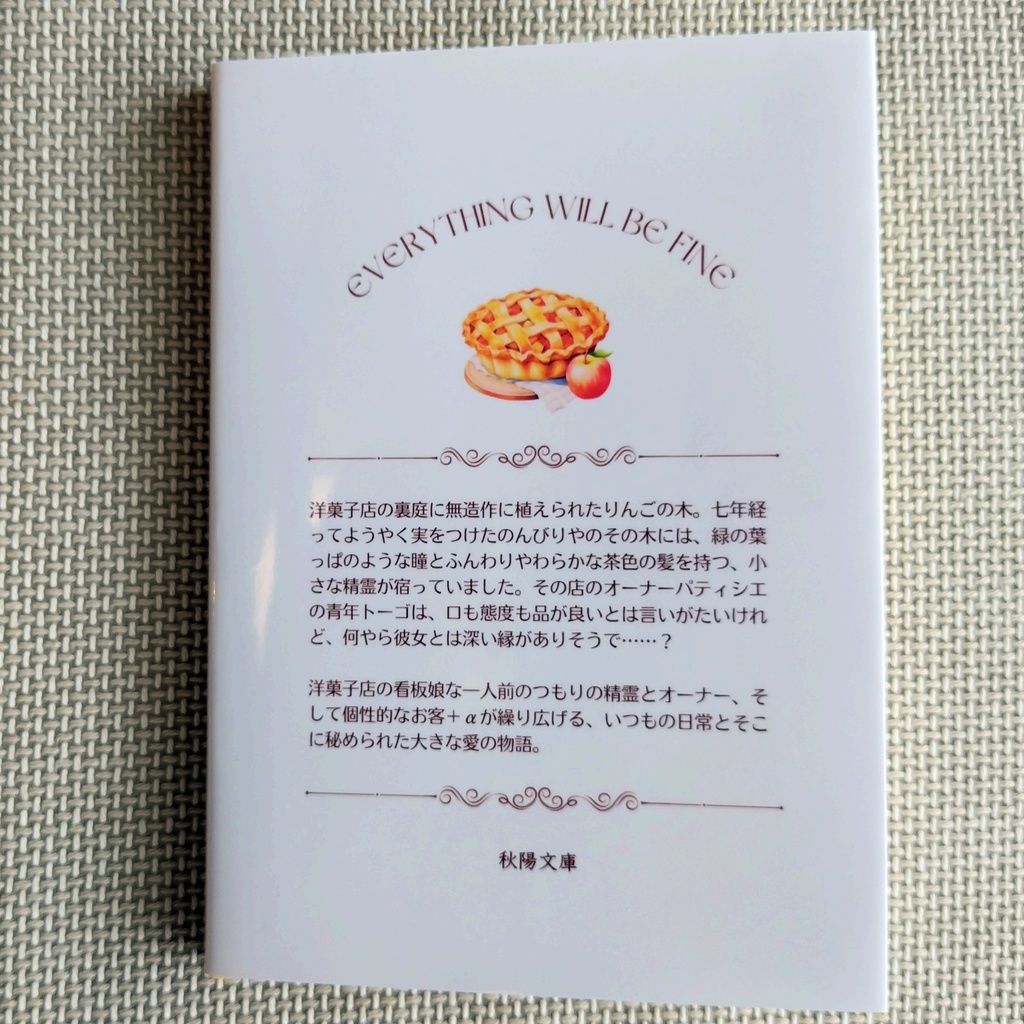 EVERYTHING WILL BE FINE
洋菓子店の裏庭に無造作に植えられたりんごの木。七年経
ってようやく実をつけたのんびりやのその木には、緑の葉
っぱのような瞳とふんわりやわらかな茶色の髪を持つ、小
さな精霊が宿っていました。その店のオーナーパティシエ
の青年トーゴは、口も態度も品が良いとは言いがたいけれ
ど、何やら彼女とは深い縁がありそうで……？
洋菓子店の看板娘な一人前のつもりの精霊とオーナー、そ
して個性的なお客＋αが繰り広げる、いつもの日常とそこ
に秘められた大きな愛の物語。
秋陽文庫